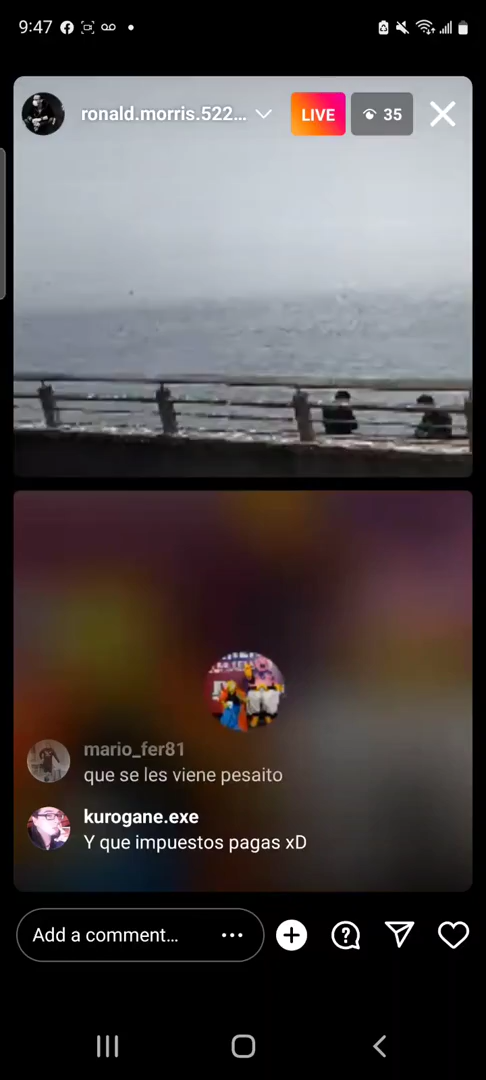 9:47
ronald.morris.522...
LIVE
35
mario_fer81
que se les viene pesaito
kurogane.exe
Y que impuestos pagas xD
Add a comment...